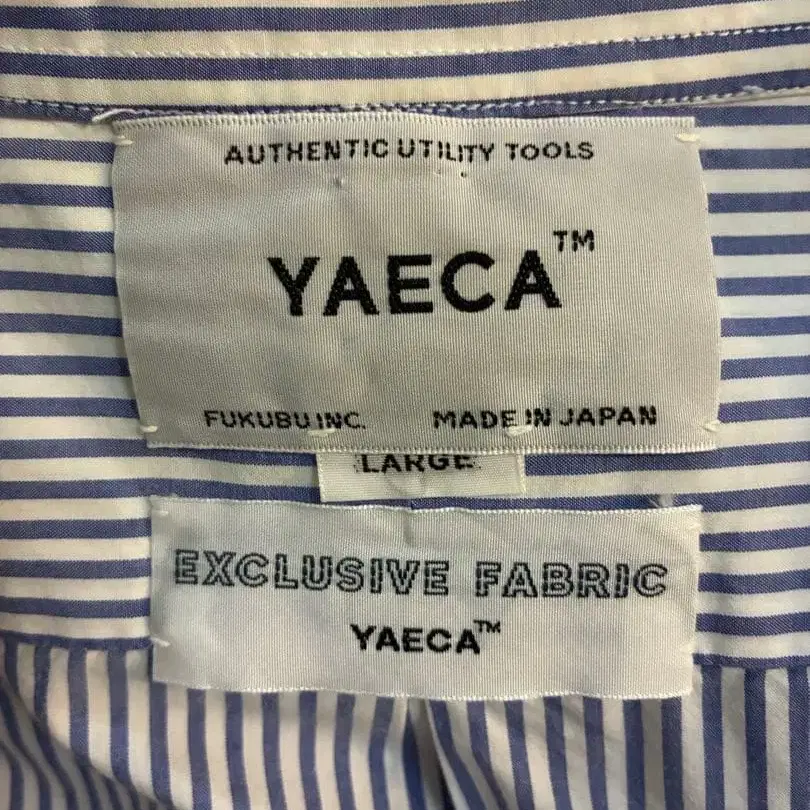 AUTHENTIC UTILITY TOOLS
YAECA™
FUKUBU INC. MADE IN JAPAN
LARGE
EXCLUSIVE FABRIC
YAECA™